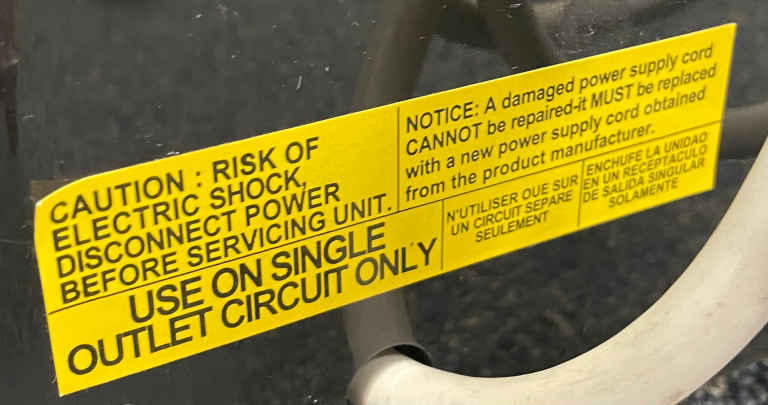 CAUTION : RISK OF
ELECTRIC SHOCK,
DISCONNECT POWER
BEFORE SERVICING UNIT.
NOTICE: A damaged power supply cord
CANNOT be repaired-it MUST be replaced
with a new power supply cord obtained
from the product manufacturer.
USE ON SINGLE
OUTLET CIRCUIT ONLY
N'UTILISER QUE SUR
UN CIRCUIT SEPARE
SEULEMENT
ENCHUFE LA UNIDAD
EN UN RECEPTACULO
DE SALIDA SINGULAR
SOLAMENTE